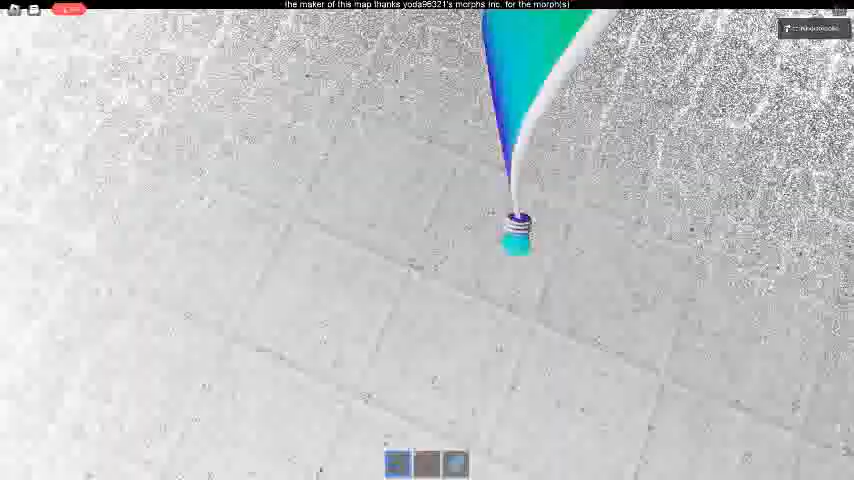 the maker of this map thanks yoda96321's morphs inc. for the morph(s)